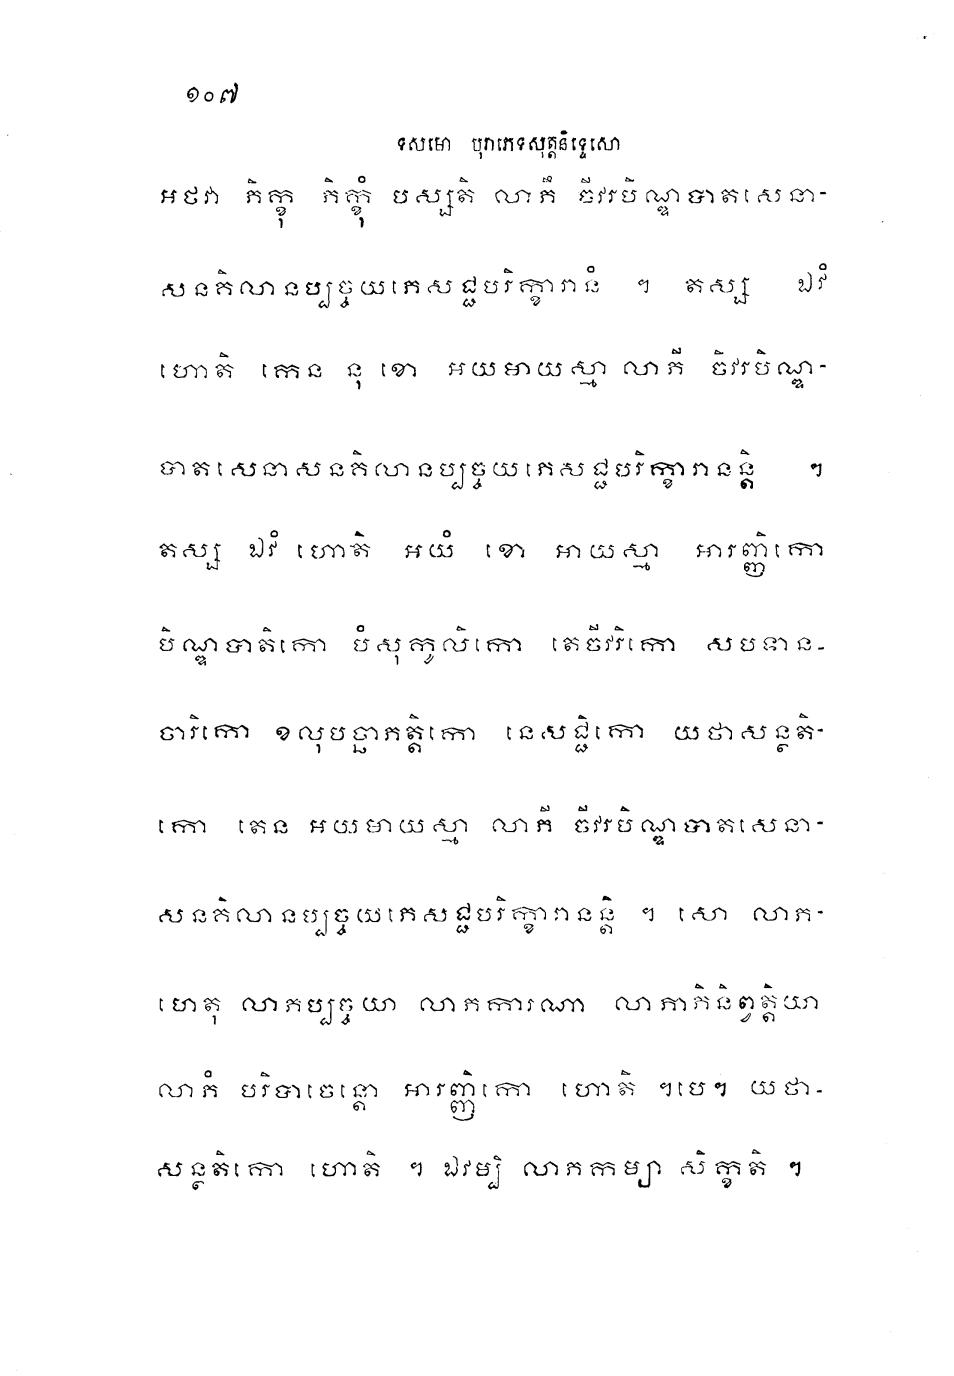 ១០៧
ទសមោ បុរាភេទសុត្តនិទ្ទេសោ
អថវា ភិក្ខុ ភិក្ខុំ បស្សតិ លាភឹ ចីវរបិណ្ឌបាតសេនា-
សនគិលានប្បច្ចយភេសជ្ជបរិក្ខារានំ ។ តស្ស ឯវំ
ហោតិ កេន នុ ខោ អយមាយស្មា លាភី ចិវរបិណ្ឌ-
បាតសេនាសនគិលានប្បច្ចយភេសជ្ជបរិក្ខារានន្តិ ។
តស្ស ឯវំ ហោតិ អយំ ខោ អាយស្មា អារញ្ញិកោ
បិណ្ឌបាតិកោ បំសុកូលិកោ តេចីវរិកោ សបទាន-
ចារិកោ ខលុបច្ឆាភត្តិកោ នេសជ្ជិកោ យថាសន្ថតិ-
កោ តេន អយមាយស្មា លាភី ចីវរបិណ្ឌបាតសេនា-
សនគិលានប្បច្ចយភេសជ្ជបរិក្ខារានន្តិ ។ សោ លាភ-
ហេតុ លាភប្បច្ចយា លាភការណា លាភាភិនិព្វត្តិយា
លាភំ បរិបាចេន្តោ អារញ្ញិកោ ហោតិ ។បេ។ យថា-
សន្ថតិកោ ហោតិ ។ ឯវម្បិ លាភកម្យា សិក្ខតិ ។